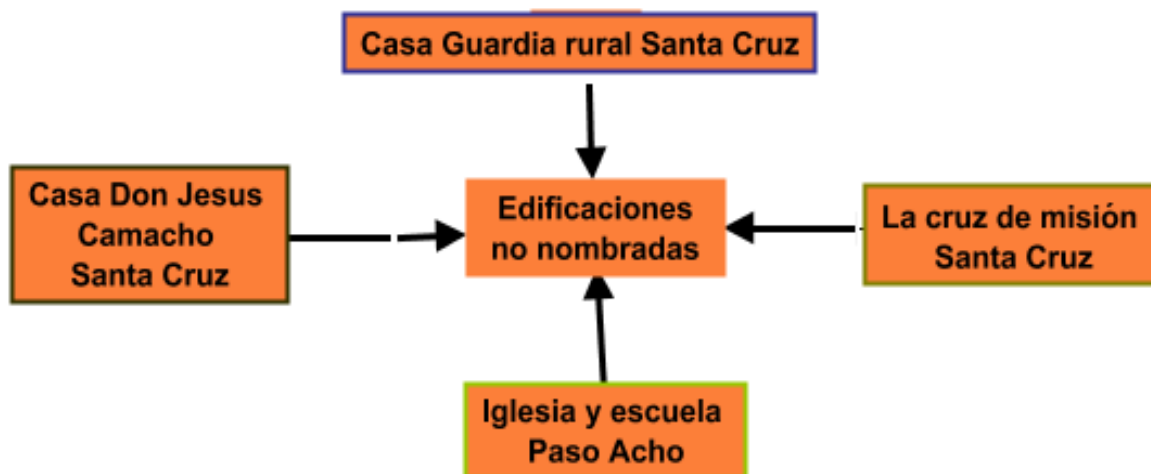 Casa Guardia rural Santa Cruz
Casa Don Jesus
Camacho
Santa Cruz
Edificaciones
no nombradas
La cruz de misión
Santa Cruz
Iglesia y escuela
Paso Acho